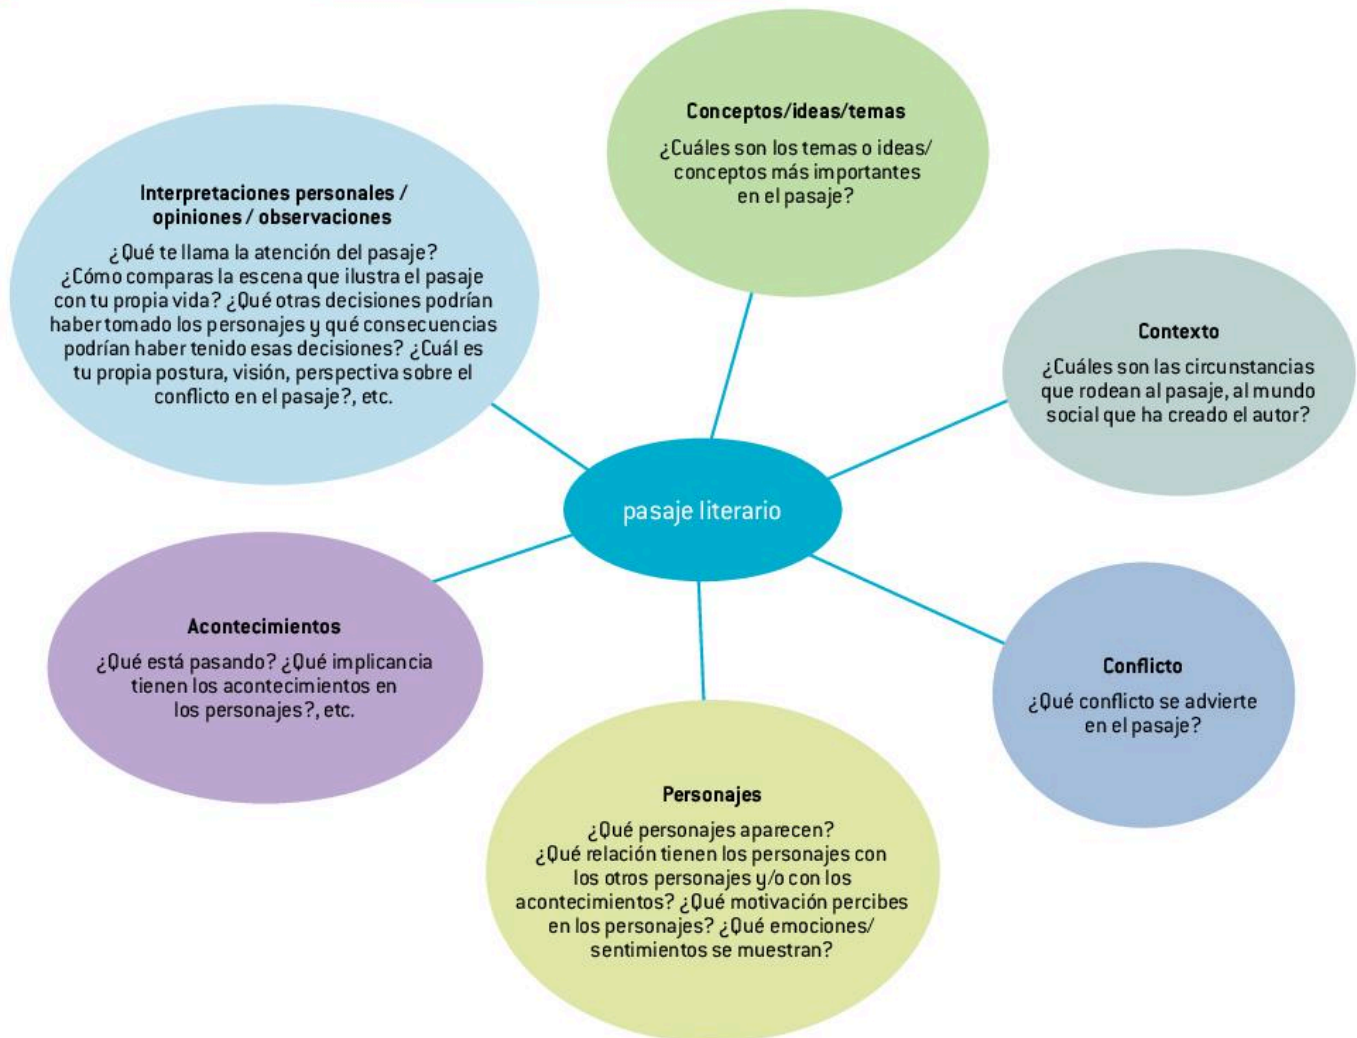 Conceptos/ideas/temas
¿Cuáles son los temas o ideas/
conceptos más importantes
en el pasaje?
Interpretaciones personales /
opiniones / observaciones
¿Qué te llama la atención del pasaje?
¿Cómo comparas la escena que ilustra el pasaje
con tu propia vida? ¿Qué otras decisiones podrían
haber tomado los personajes y qué consecuencias
podrían haber tenido esas decisiones? ¿Cuál es
tu propia postura, visión, perspectiva sobre el
conflicto en el pasaje?, etc.
Contexto
¿Cuáles son las circunstancias
que rodean al pasaje, al mundo
social que ha creado el autor?
pasaje literario
Acontecimientos
¿Qué está pasando? ¿Qué implicancia
tienen los acontecimientos en
los personajes?, etc.
Conflicto
¿Qué conflicto se advierte
en el pasaje?
Personajes
¿Qué personajes aparecen?
¿Qué relación tienen los personajes con
los otros personajes y/o con los
acontecimientos? ¿Qué motivación percibes
en los personajes? ¿Qué emociones/
sentimientos se muestran?